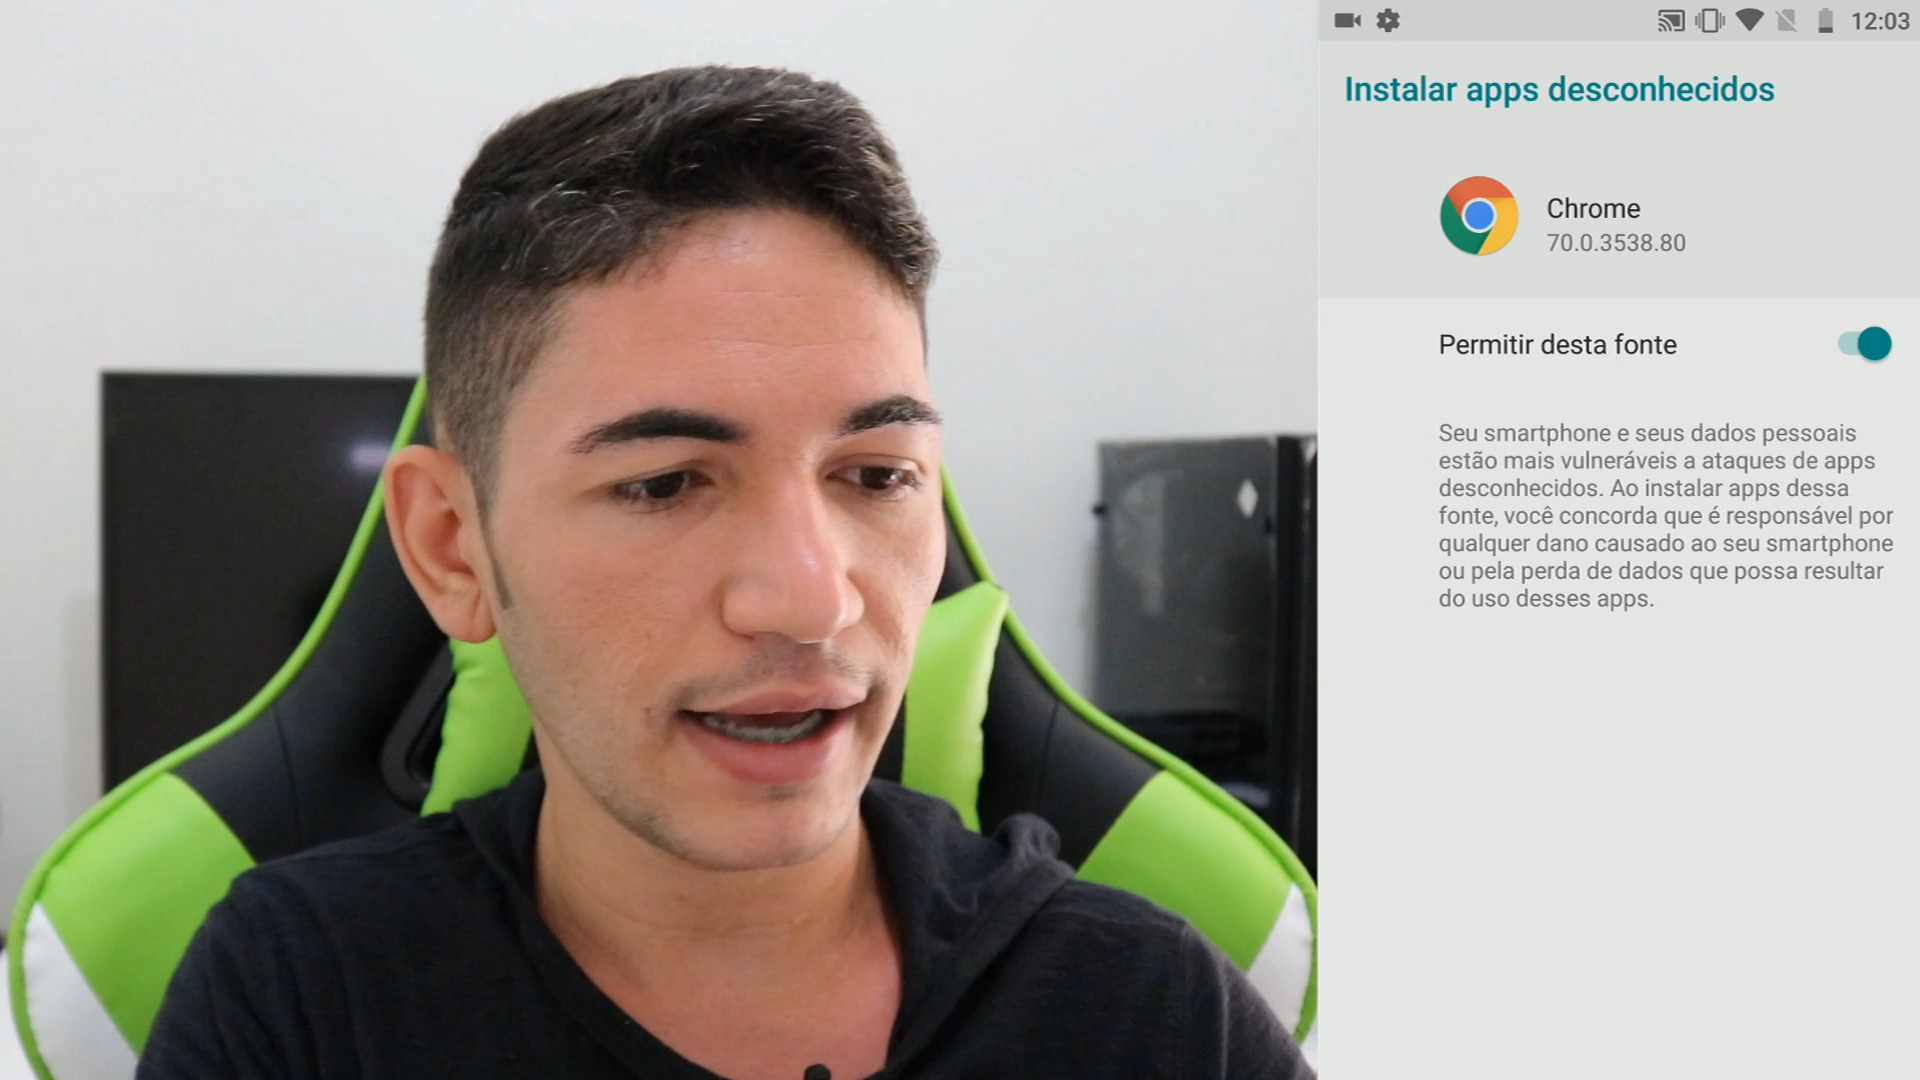 12:03
Instalar apps desconhecidos
Chrome
70.0.3538.80
Permitir desta fonte
Seu smartphone e seus dados pessoais
estão mais vulneráveis a ataques de apps
desconhecidos. Ao instalar apps dessa
fonte, você concorda que é responsável por
qualquer dano causado ao seu smartphone
ou pela perda de dados que possa resultar
do uso desses apps.